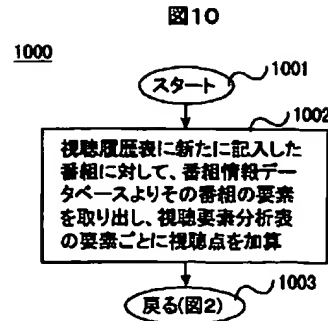 図10
1000
スタート
1001
1002
視聴履歴表に新たに記入した
番組に対して、番組情報デー
タベースよりその番組の要素
を取り出し、視聴要素分析表
の要素ごとに視聴点を加算
戻る(図2)
1003